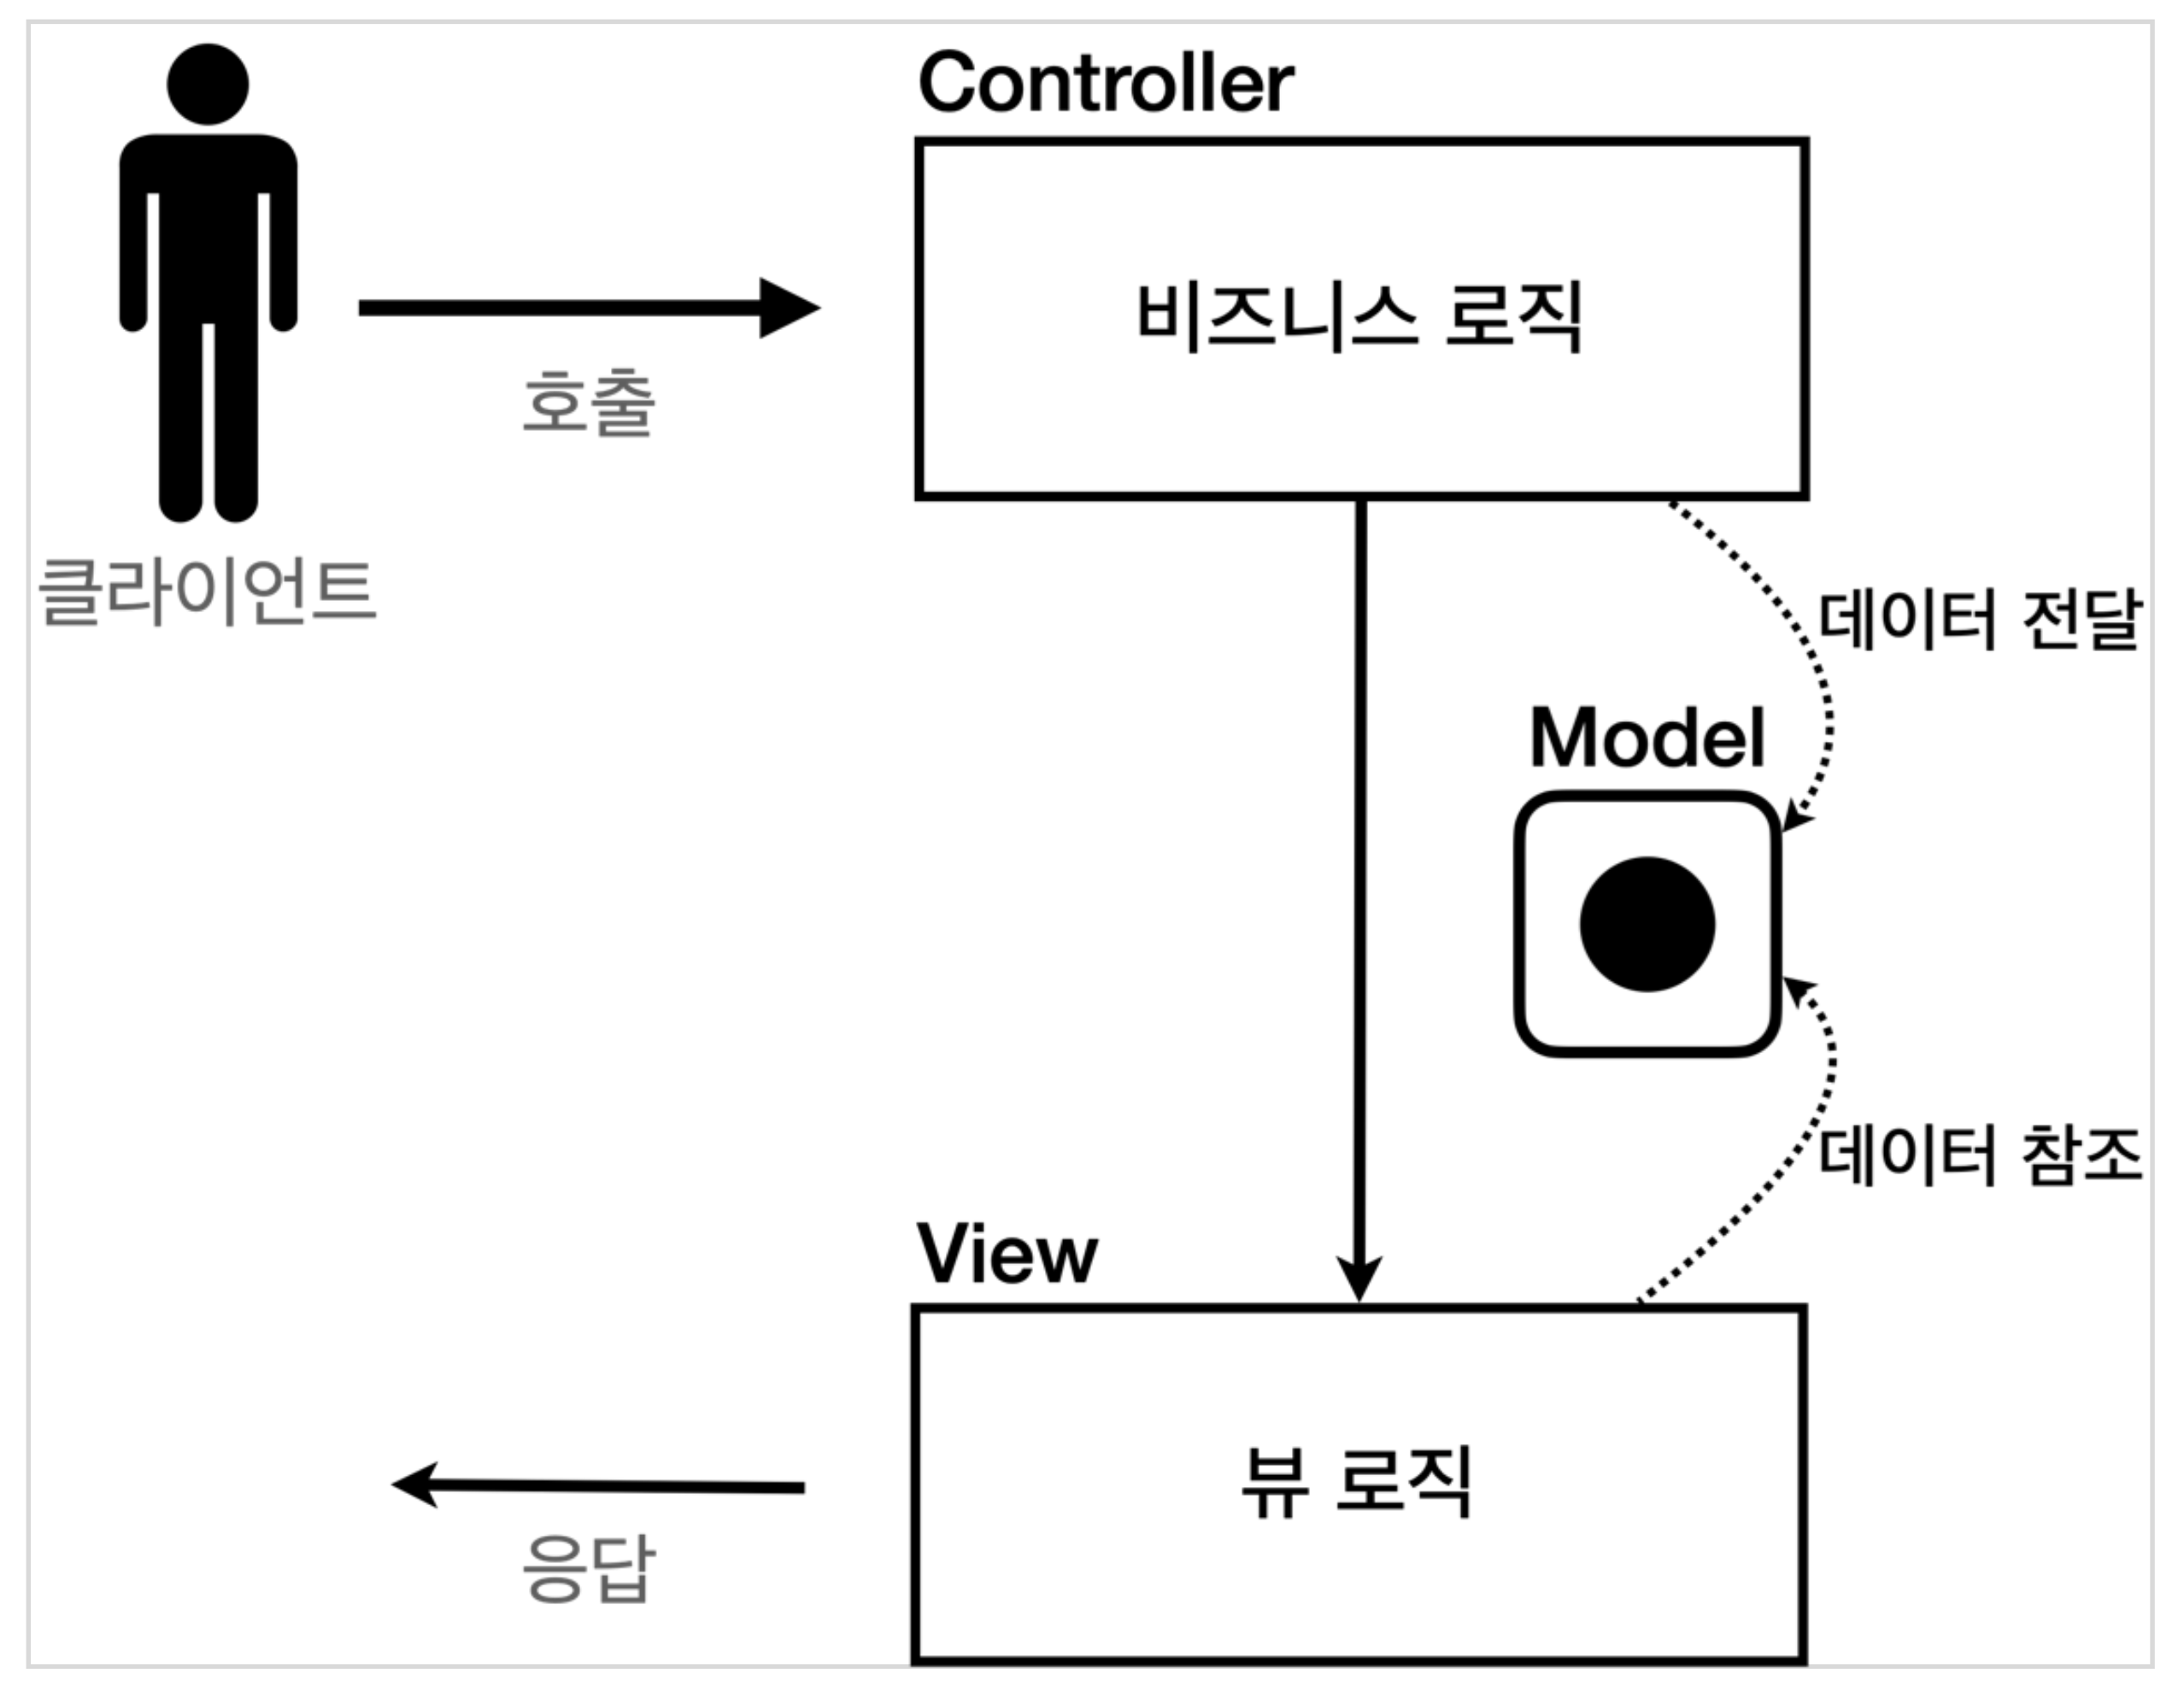 Controller
비즈니스 로직
호출
클라이언트
데이터 전달
Model
데이터 참조
View
뷰 로직
응답